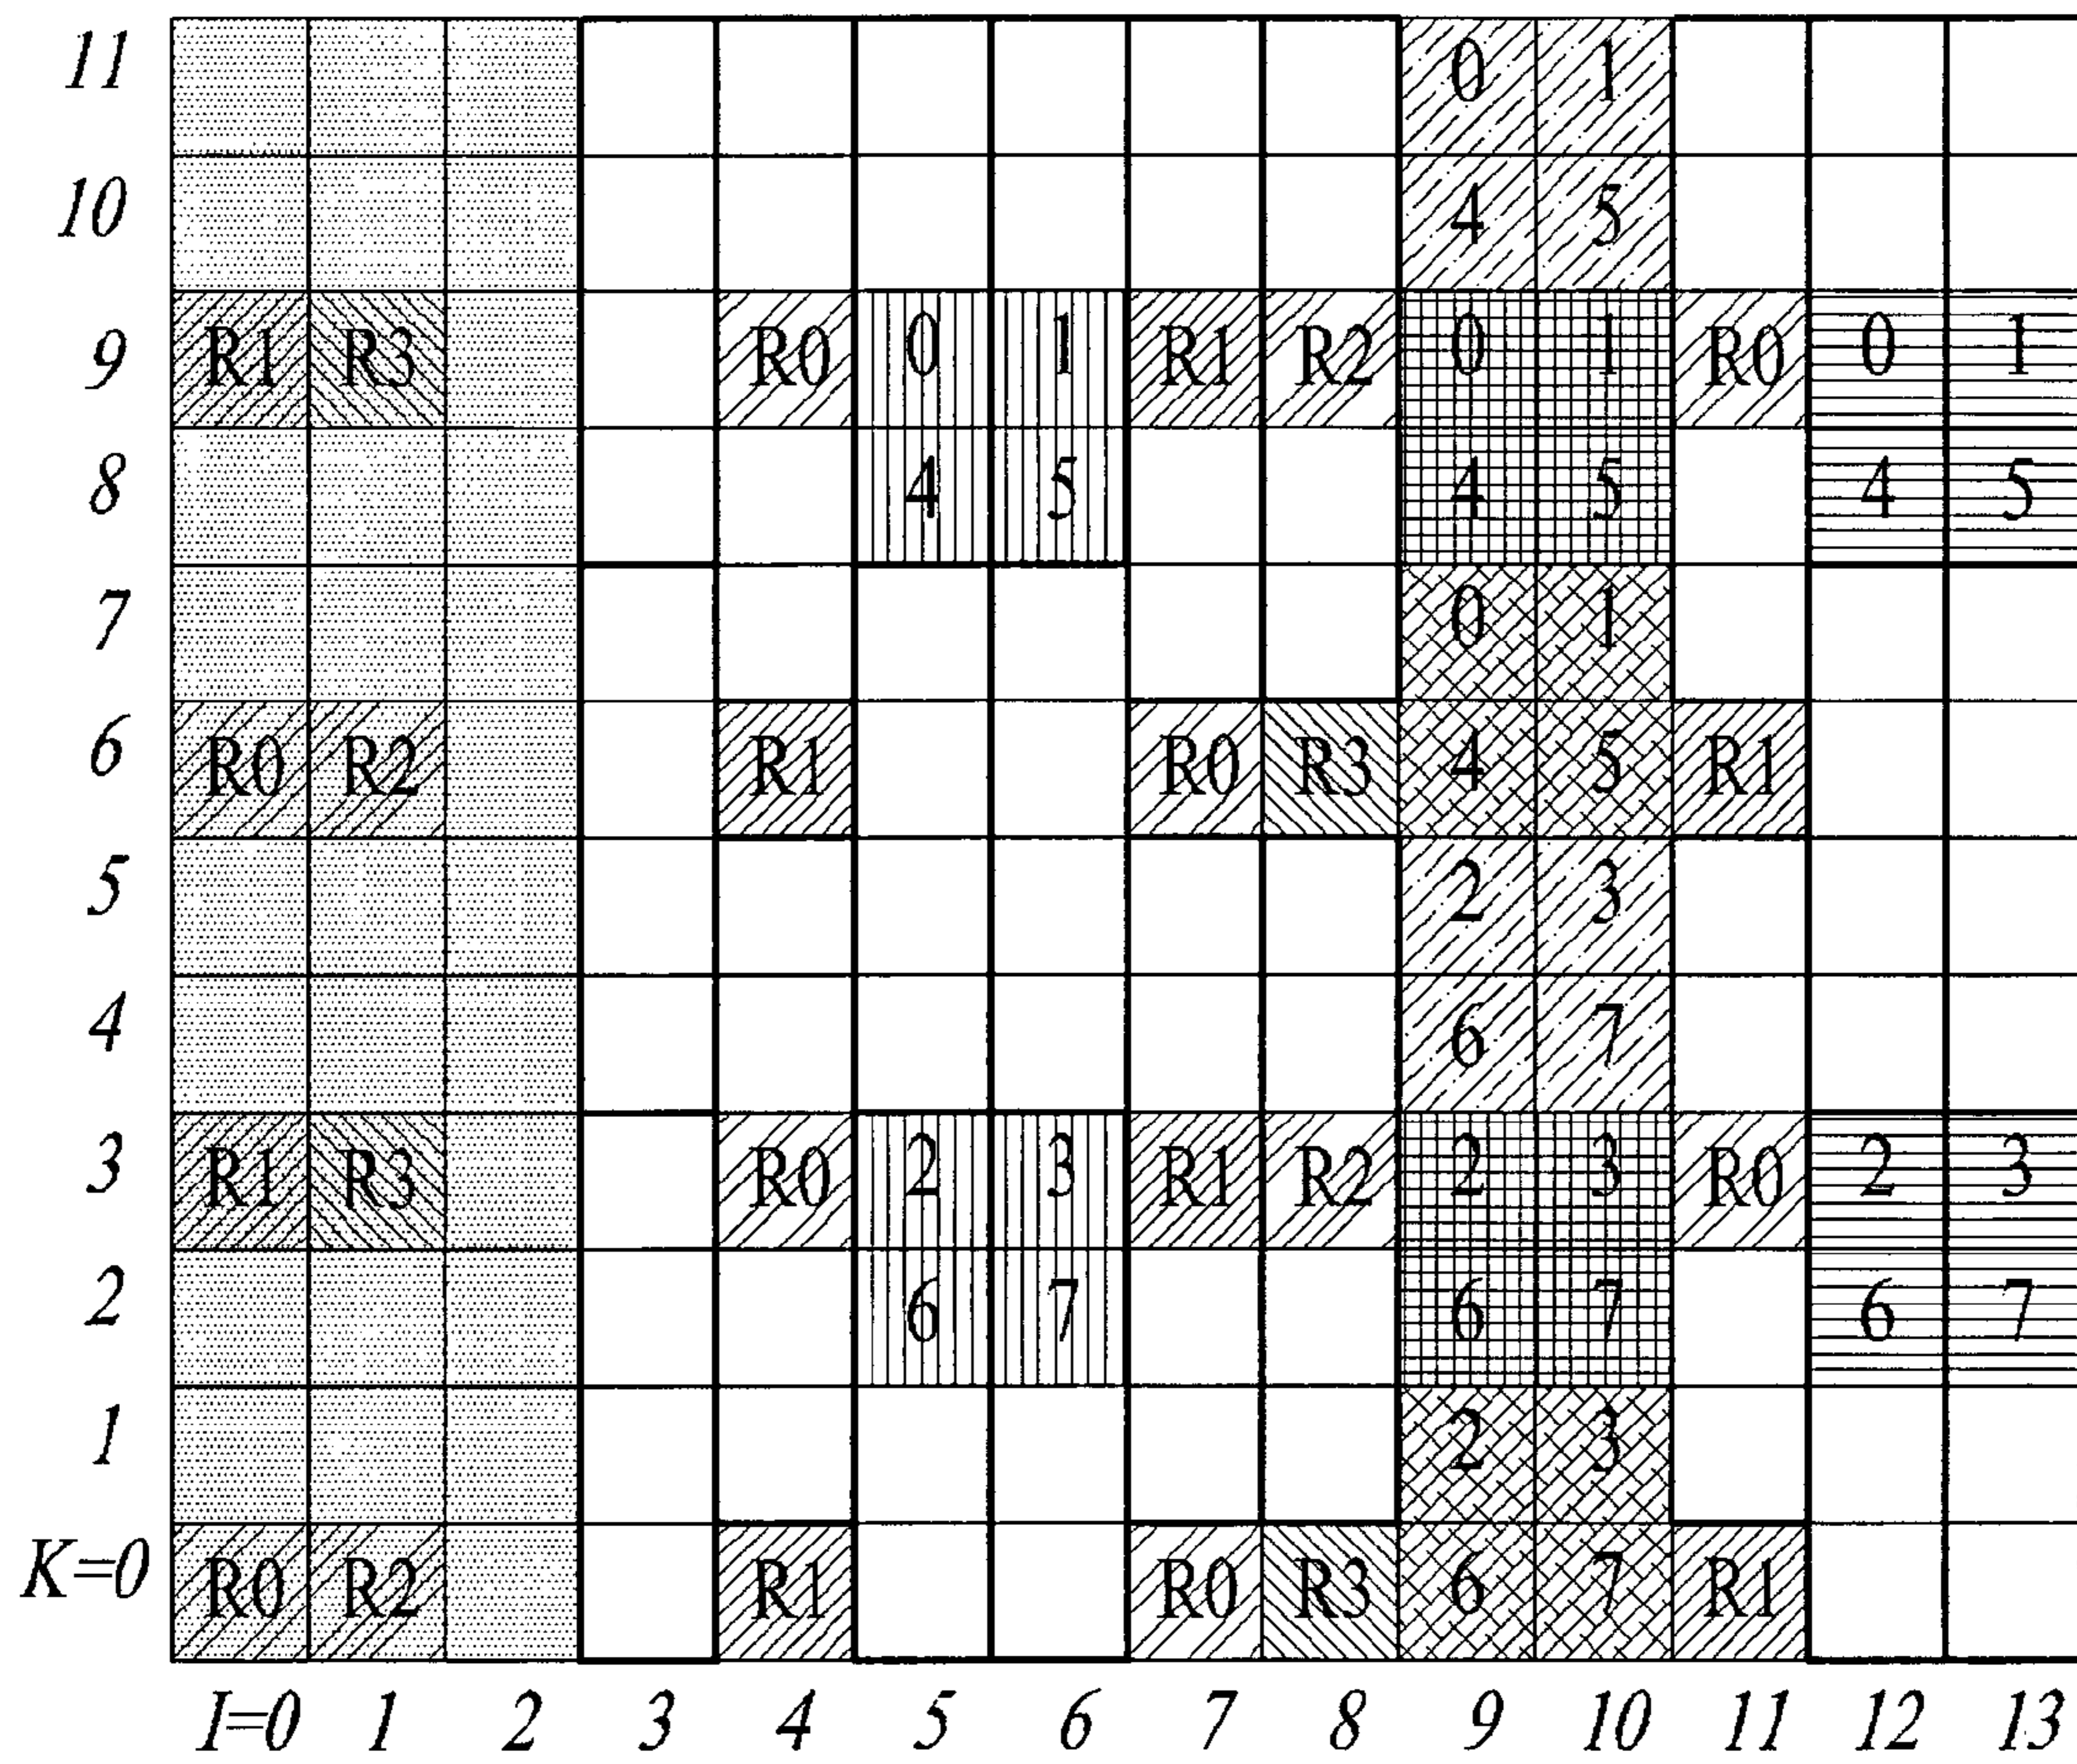 11 0 1
10 4 5
9 R1 R3 R0 0 1 R1 R2 0 1 R0 0 1
8 4 5 4 5 4 5
7 0 1
6 R0 R2 R1 R0 R3 4 5 R1
5 2 3
4 6 7
3 R1 R3 R0 2 3 R1 R2 2 3 R0 2 3
2 6 7 6 7 6 7
1 2 3
K=0 R0 R2 R1 R0 R3 6 7 R1
I=0 1 2 3 4 5 6 7 8 9 10 11 12 13